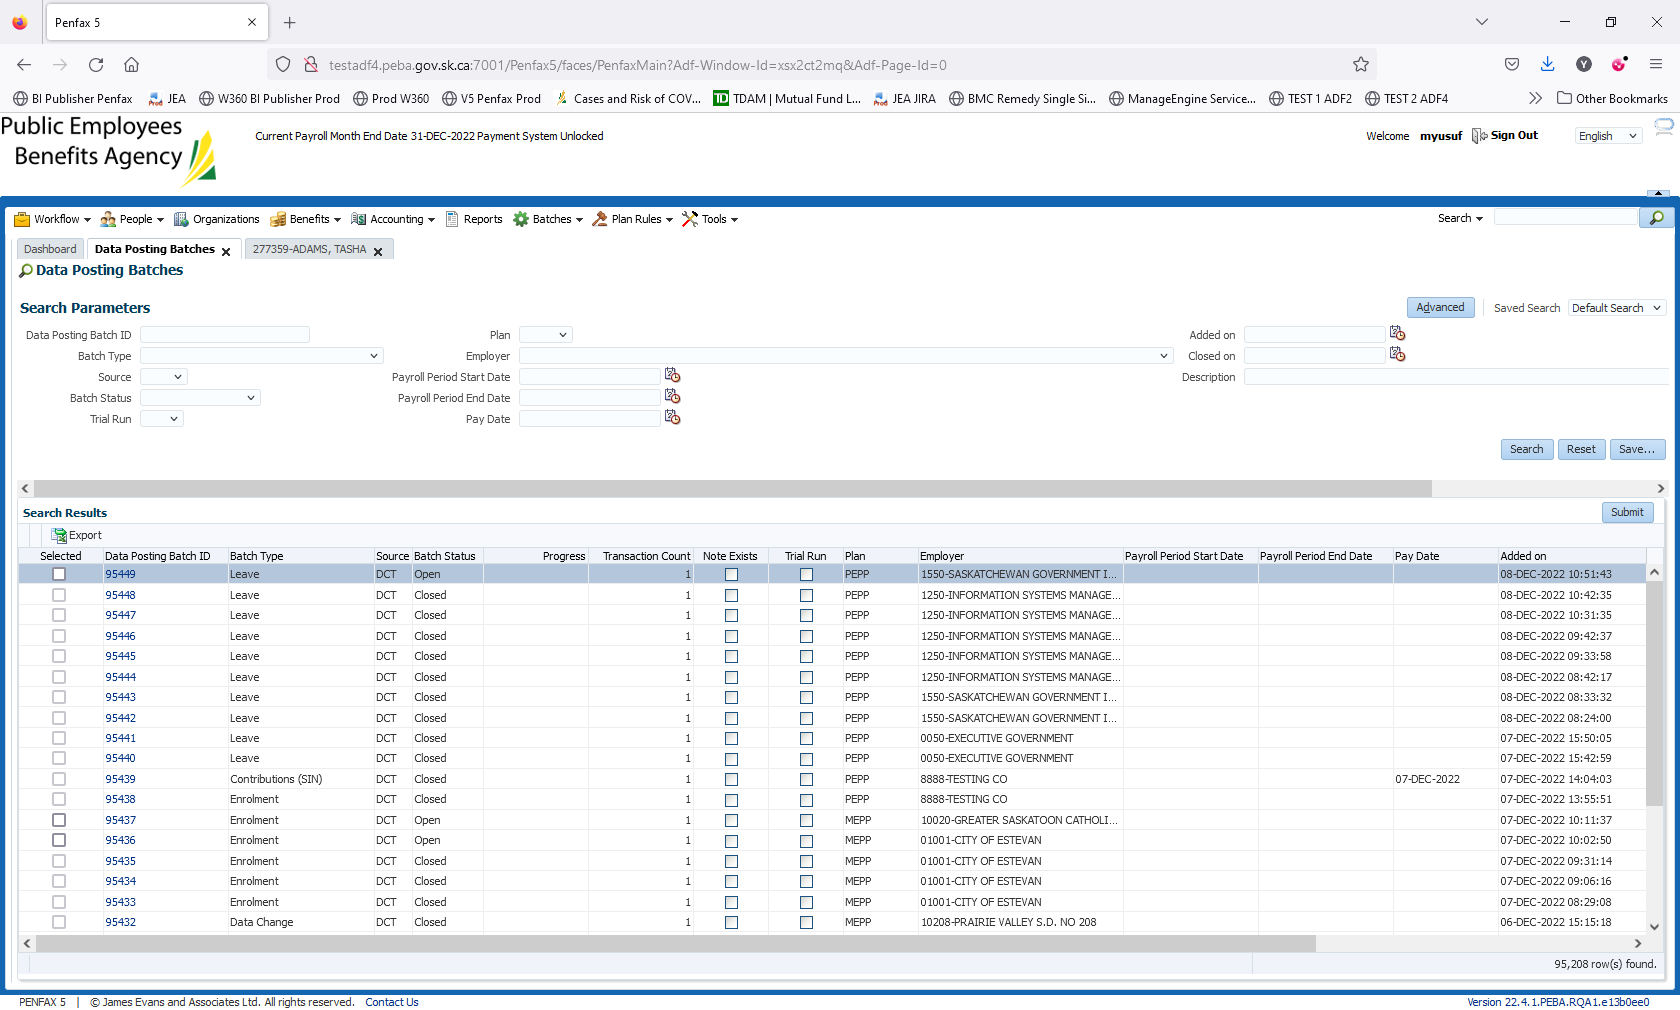 Penfax 5
testadf4.peba.gov.sk.ca:7001/Penfax5/faces/PenfaxMain?Adf-Window-Id=xsx2ct2mq&Adf-Page-Id=0
BI Publisher Penfax JEA W360 BI Publisher Prod Prod W360 V5 Penfax Prod Cases and Risk of COV... TD TDAM | Mutual Fund L... JEA JIRA BMC Remedy Single Si... ManageEngine Service... TEST 1 ADF2 TEST 2 ADF4 Other Bookmarks
Public Employees
Benefits Agency
Current Payroll Month End Date 31-DEC-2022 Payment System Unlocked
Welcome myusuf Sign Out English
Workflow People Organizations Benefits Accounting Reports Batches Plan Rules Tools Search
Dashboard Data Posting Batches 277359-ADAMS, TASHA
Data Posting Batches
Search Parameters
Advanced Saved Search Default Search
Data Posting Batch ID Plan Added on
Batch Type Employer Closed on
Source Payroll Period Start Date Description
Batch Status Payroll Period End Date
Trial Run Pay Date
Search Reset Save...
Search Results Submit
Export
Selected Data Posting Batch ID Batch Type Source Batch Status Progress Transaction Count Note Exists Trial Run Plan Employer Payroll Period Start Date Payroll Period End Date Pay Date Added on
95449 Leave DCT Open 1 PEPP 1550-SASKATCHEWAN GOVERNMENT I... 08-DEC-2022 10:51:43
95448 Leave DCT Closed 1 PEPP 1250-INFORMATION SYSTEMS MANAGE... 08-DEC-2022 10:42:35
95447 Leave DCT Closed 1 PEPP 1250-INFORMATION SYSTEMS MANAGE... 08-DEC-2022 10:31:35
95446 Leave DCT Closed 1 PEPP 1250-INFORMATION SYSTEMS MANAGE... 08-DEC-2022 09:42:37
95445 Leave DCT Closed 1 PEPP 1250-INFORMATION SYSTEMS MANAGE... 08-DEC-2022 09:33:58
95444 Leave DCT Closed 1 PEPP 1250-INFORMATION SYSTEMS MANAGE... 08-DEC-2022 08:42:17
95443 Leave DCT Closed 1 PEPP 1550-SASKATCHEWAN GOVERNMENT I... 08-DEC-2022 08:33:32
95442 Leave DCT Closed 1 PEPP 1550-SASKATCHEWAN GOVERNMENT I... 08-DEC-2022 08:24:00
95441 Leave DCT Closed 1 PEPP 0050-EXECUTIVE GOVERNMENT 07-DEC-2022 15:50:05
95440 Leave DCT Closed 1 PEPP 0050-EXECUTIVE GOVERNMENT 07-DEC-2022 15:42:59
95439 Contributions (SIN) DCT Closed 1 PEPP 8888-TESTING CO 07-DEC-2022 07-DEC-2022 14:04:03
95438 Enrolment DCT Closed 1 PEPP 8888-TESTING CO 07-DEC-2022 13:55:51
95437 Enrolment DCT Open 1 MEPP 10020-GREATER SASKATOON CATHOLI... 07-DEC-2022 10:11:37
95436 Enrolment DCT Open 1 MEPP 01001-CITY OF ESTEVAN 07-DEC-2022 10:02:50
95435 Enrolment DCT Closed 1 MEPP 01001-CITY OF ESTEVAN 07-DEC-2022 09:31:14
95434 Enrolment DCT Closed 1 MEPP 01001-CITY OF ESTEVAN 07-DEC-2022 09:06:16
95433 Enrolment DCT Closed 1 MEPP 01001-CITY OF ESTEVAN 07-DEC-2022 08:29:08
95432 Data Change DCT Closed 1 MEPP 10208-PRAIRIE VALLEY S.D. NO 208 06-DEC-2022 15:15:18
95,208 row(s) found.
PENFAX 5 | © James Evans and Associates Ltd. All rights reserved. Contact Us Version 22.4.1.PEBA.RQA1.e13b0ee0